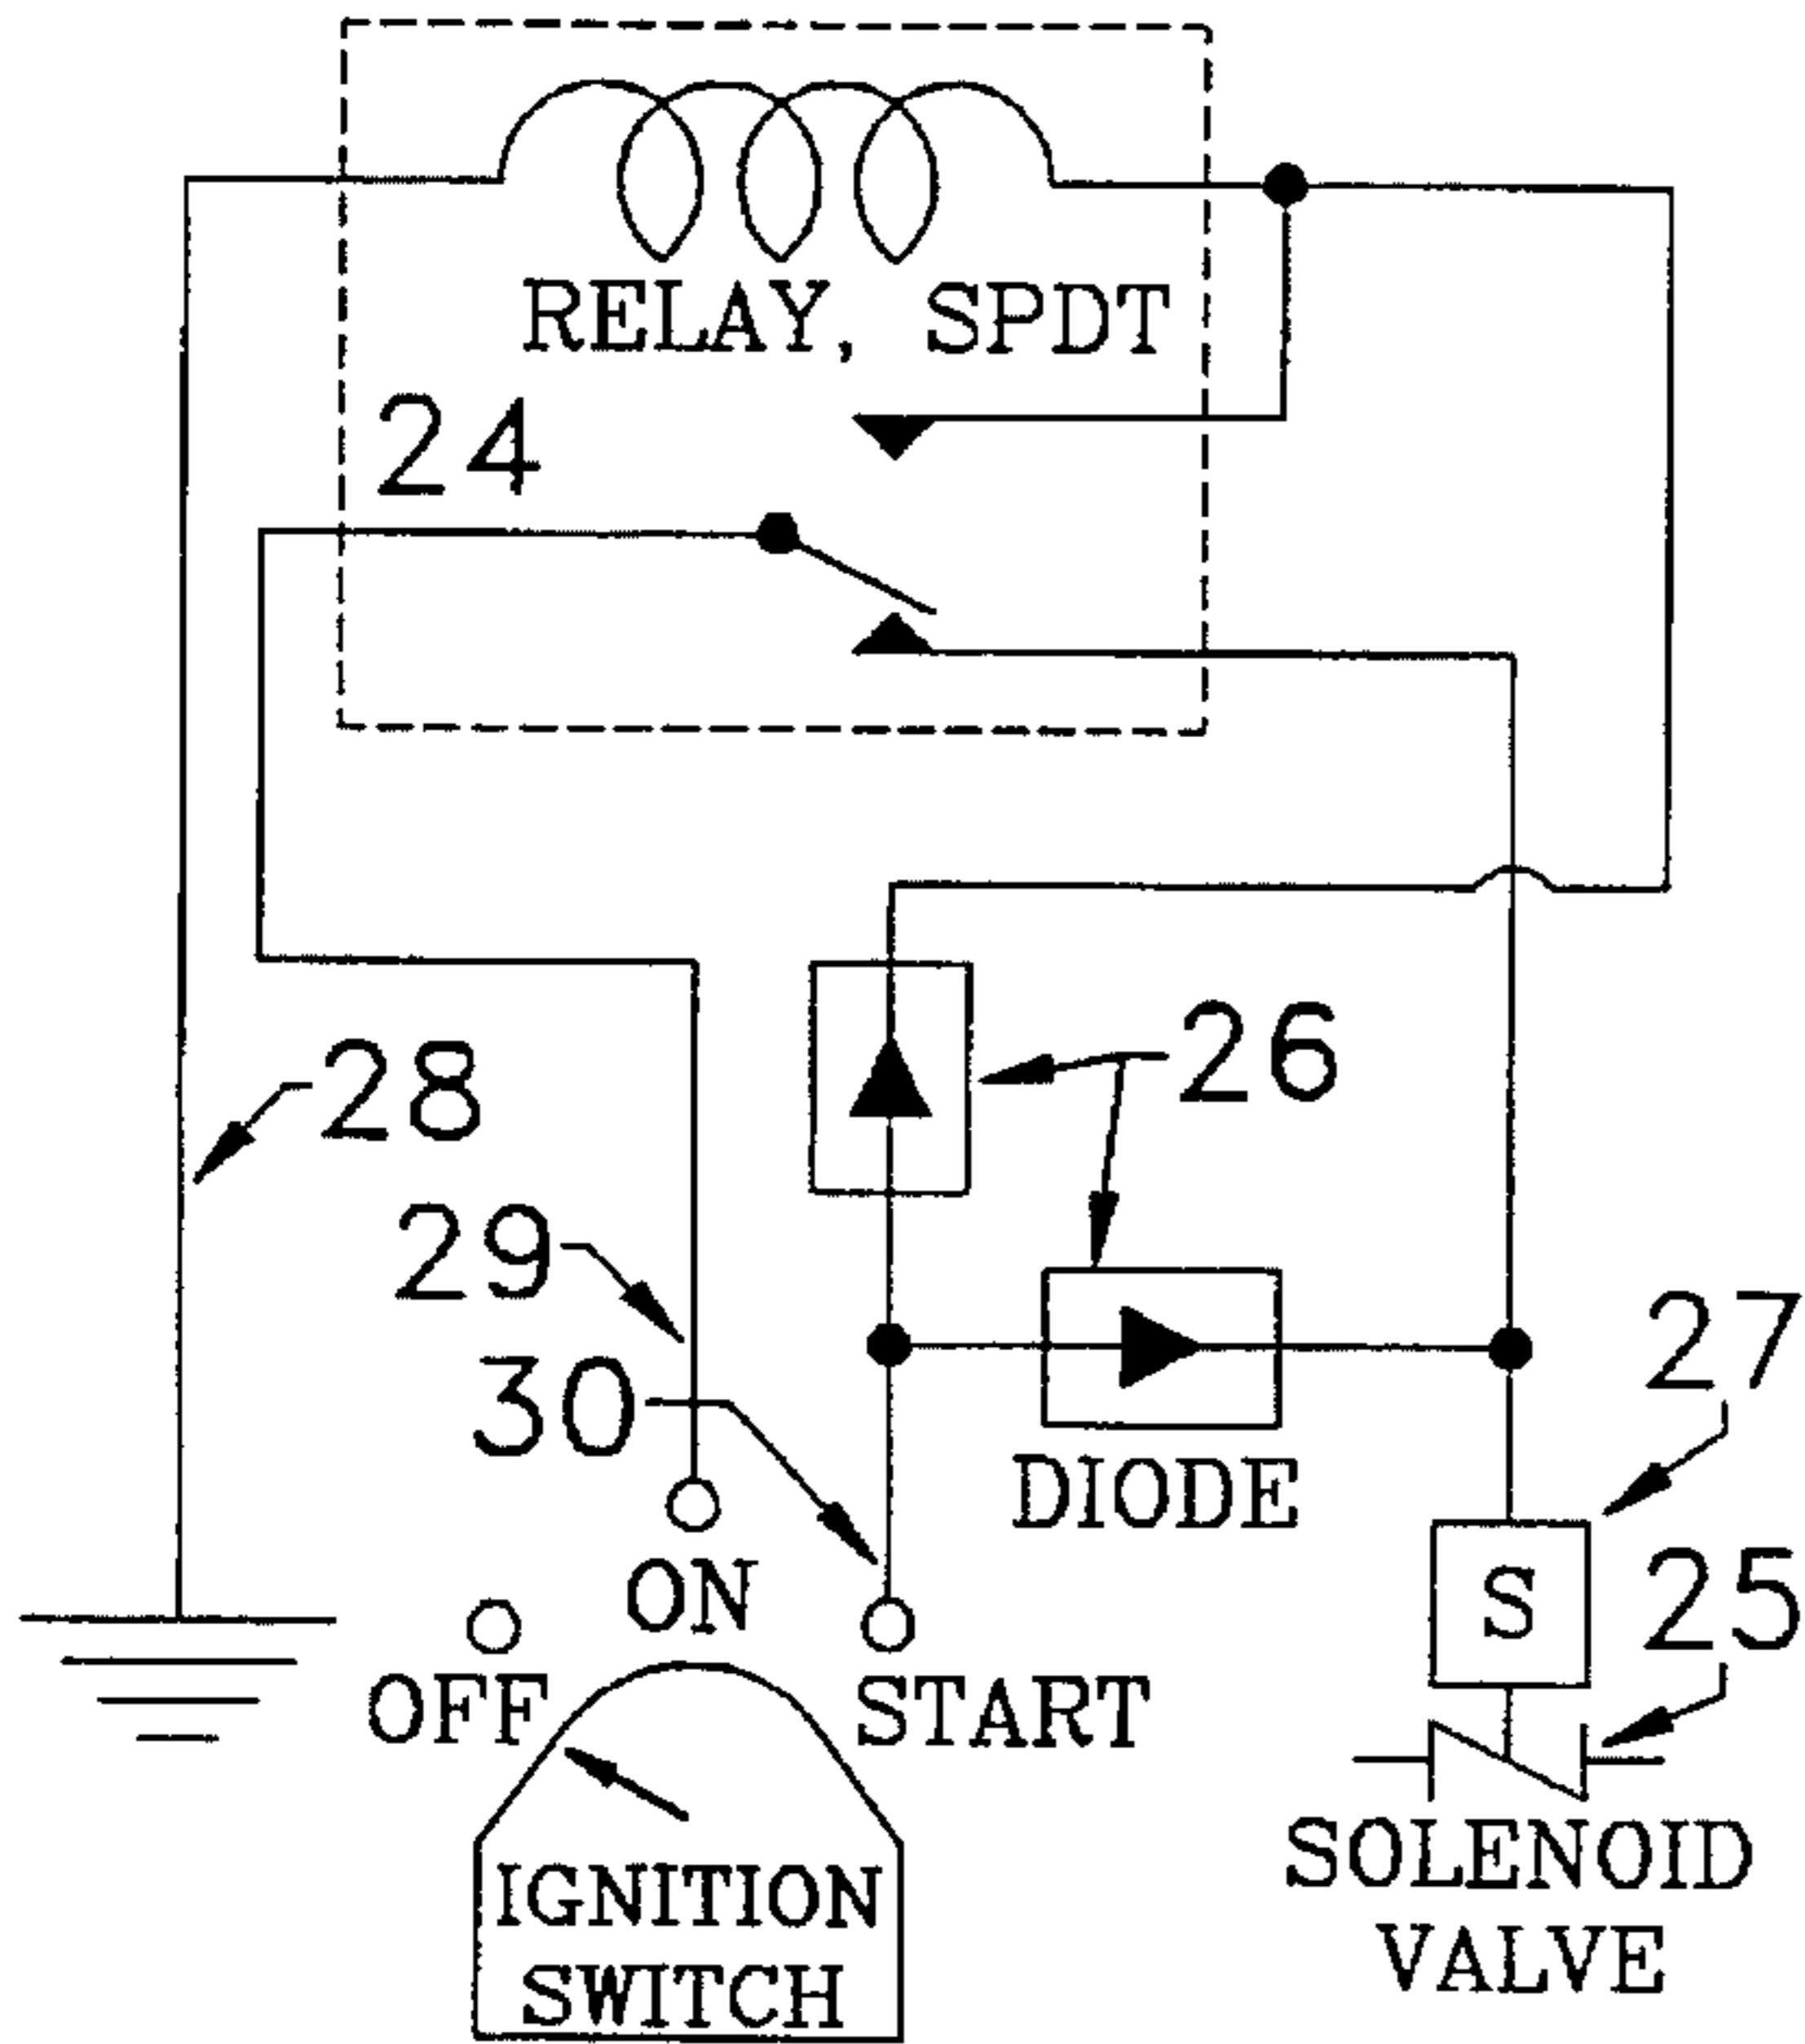 RELAY, SPDT
24
26
28
29
27
30
DIODE
ON
25
S
OFF
START
IGNITION
SWITCH
SOLENOID
VALVE